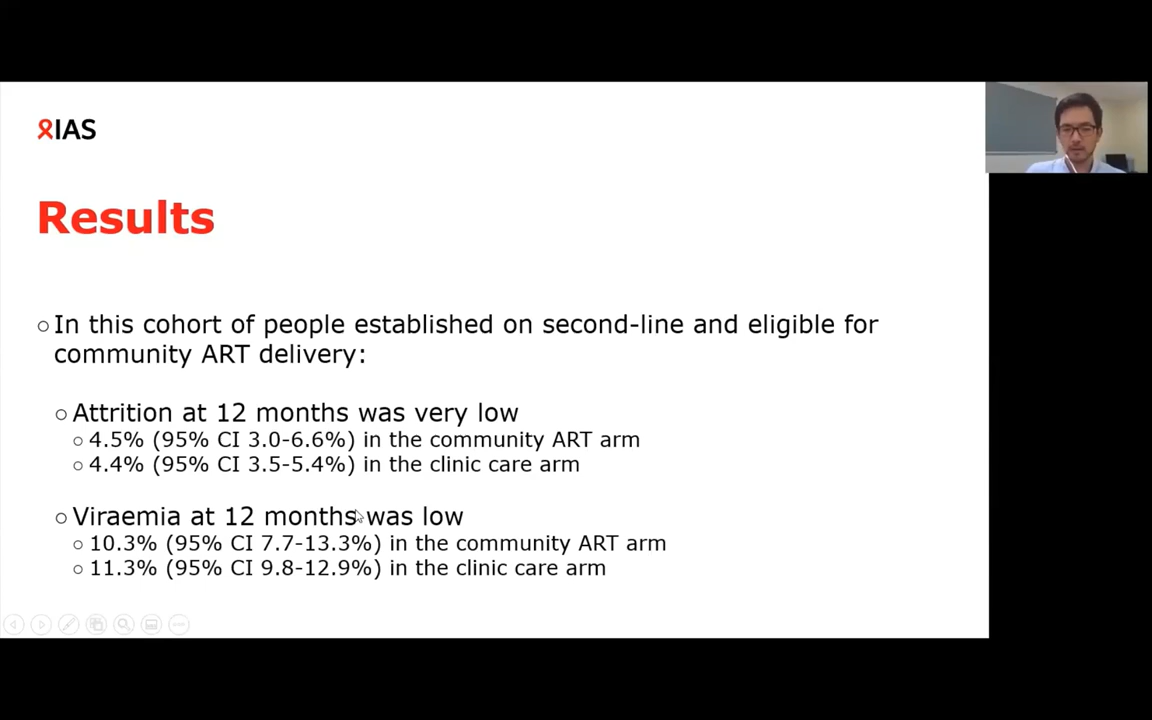 IAS
Results
In this cohort of people established on second-line and eligible for
community ART delivery:
Attrition at 12 months was very low
4.5% (95% CI 3.0-6.6%) in the community ART arm
4.4% (95% CI 3.5-5.4%) in the clinic care arm
Viraemia at 12 months was low
10.3% (95% CI 7.7-13.3%) in the community ART arm
11.3% (95% CI 9.8-12.9%) in the clinic care arm